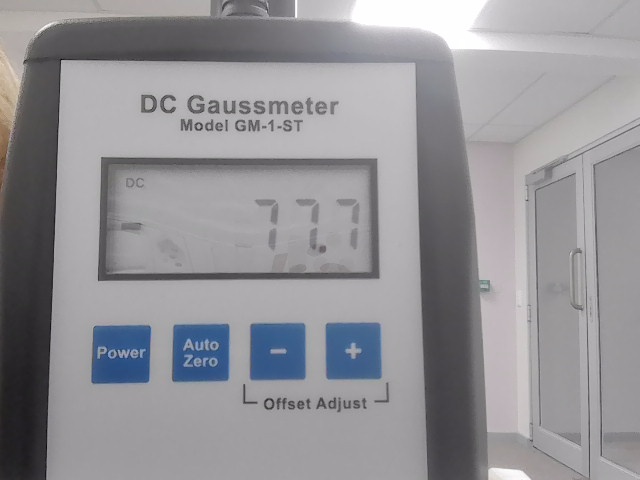 DC Gaussmeter
Model GM-1-ST
DC
77.7
Power
Auto
Zero
−
+
Offset Adjust